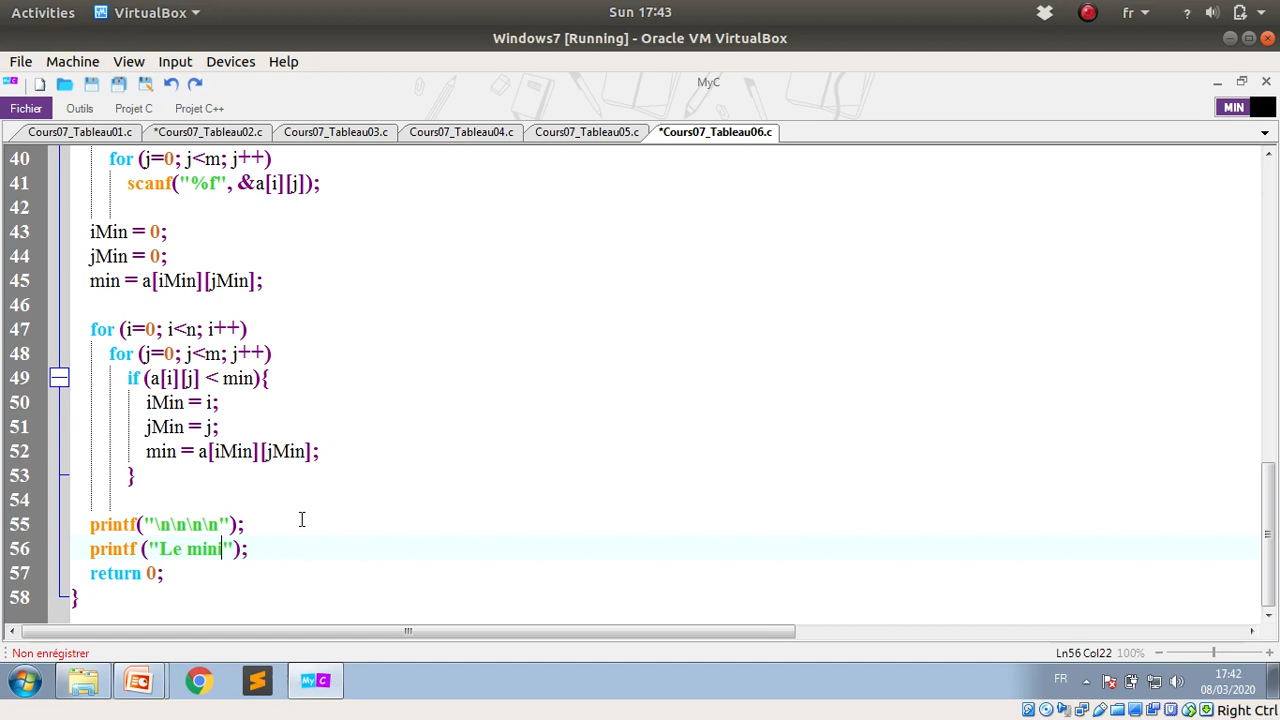 Activities VirtualBox Sun 17:43 fr ?
Windows7 [Running] - Oracle VM VirtualBox
File Machine View Input Devices Help
MyC
Fichier Outils Projet C Projet C++ MIN
Cours07_Tableau01.c *Cours07_Tableau02.c Cours07_Tableau03.c Cours07_Tableau04.c Cours07_Tableau05.c *Cours07_Tableau06.c
40 for (j=0; j<m; j++)
41 scanf("%f", &a[i][j]);
42
43 iMin = 0;
44 jMin = 0;
45 min = a[iMin][jMin];
46
47 for (i=0; i<n; i++)
48 for (j=0; j<m; j++)
49 if (a[i][j] < min){
50 iMin = i;
51 jMin = j;
52 min = a[iMin][jMin];
53 }
54
55 printf("\n\n\n\n");
56 printf ("Le mini");
57 return 0;
58 }
Non enregistrer Ln56 Col22 100%
MyC FR 17:42
08/03/2020
Right Ctrl